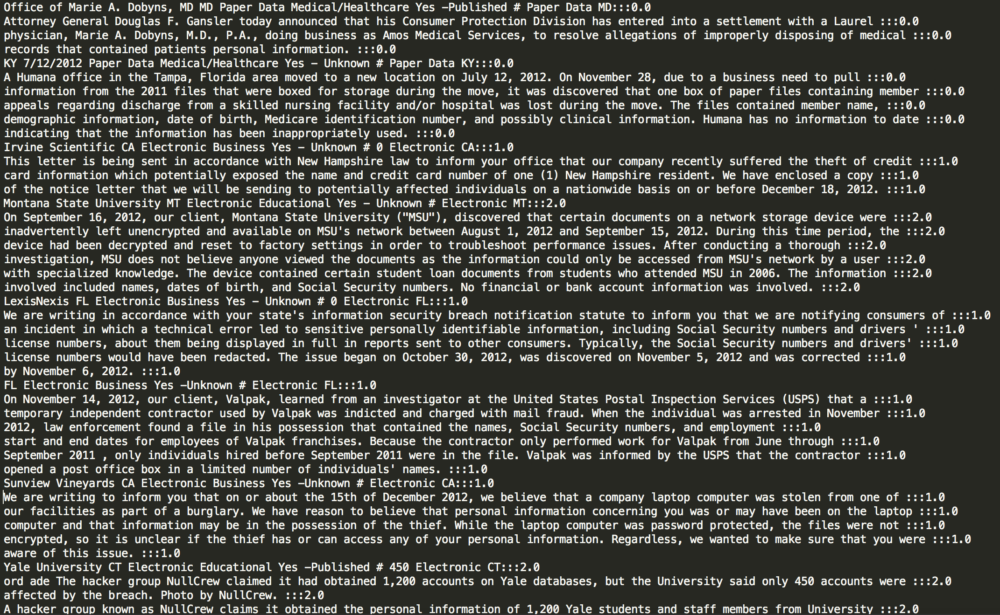 Office of Marie A. Dobyns, MD MD Paper Data Medical/Healthcare Yes -Published # Paper Data MD:::0.0
Attorney General Douglas F. Gansler today announced that his Consumer Protection Division has entered into a settlement with a Laurel :::0.0
physician, Marie A. Dobyns, M.D., P.A., doing business as Amos Medical Services, to resolve allegations of improperly disposing of medical :::0.0
records that contained patients personal information. :::0.0
KY 7/12/2012 Paper Data Medical/Healthcare Yes - Unknown # Paper Data KY:::0.0
A Humana office in the Tampa, Florida area moved to a new location on July 12, 2012. On November 28, due to a business need to pull :::0.0
information from the 2011 files that were boxed for storage during the move, it was discovered that one box of paper files containing member :::0.0
appeals regarding discharge from a skilled nursing facility and/or hospital was lost during the move. The files contained member name, :::0.0
demographic information, date of birth, Medicare identification number, and possibly clinical information. Humana has no information to date :::0.0
indicating that the information has been inappropriately used. :::0.0
Irvine Scientific CA Electronic Business Yes - Unknown # 0 Electronic CA:::1.0
This letter is being sent in accordance with New Hampshire law to inform your office that our company recently suffered the theft of credit :::1.0
card information which potentially exposed the name and credit card number of one (1) New Hampshire resident. We have enclosed a copy :::1.0
of the notice letter that we will be sending to potentially affected individuals on a nationwide basis on or before December 18, 2012. :::1.0
Montana State University MT Electronic Educational Yes - Unknown # Electronic MT:::2.0
On September 16, 2012, our client, Montana State University ("MSU"), discovered that certain documents on a network storage device were :::2.0
inadvertently left unencrypted and available on MSU's network between August 1, 2012 and September 15, 2012. During this time period, the :::2.0
device had been decrypted and reset to factory settings in order to troubleshoot performance issues. After conducting a thorough :::2.0
investigation, MSU does not believe anyone viewed the documents as the information could only be accessed from MSU's network by a user :::2.0
with specialized knowledge. The device contained certain student loan documents from students who attended MSU in 2006. The information :::2.0
involved included names, dates of birth, and Social Security numbers. No financial or bank account information was involved. :::2.0
LexisNexis FL Electronic Business Yes - Unknown # 0 Electronic FL:::1.0
We are writing in accordance with your state's information security breach notification statute to inform you that we are notifying consumers of :::1.0
an incident in which a technical error led to sensitive personally identifiable information, including Social Security numbers and drivers ' :::1.0
license numbers, about them being displayed in full in reports sent to other consumers. Typically, the Social Security numbers and drivers' :::1.0
license numbers would have been redacted. The issue began on October 30, 2012, was discovered on November 5, 2012 and was corrected :::1.0
by November 6, 2012. :::1.0
FL Electronic Business Yes -Unknown # Electronic FL:::1.0
On November 14, 2012, our client, Valpak, learned from an investigator at the United States Postal Inspection Services (USPS) that a :::1.0
temporary independent contractor used by Valpak was indicted and charged with mail fraud. When the individual was arrested in November :::1.0
2012, law enforcement found a file in his possession that contained the names, Social Security numbers, and employment :::1.0
start and end dates for employees of Valpak franchises. Because the contractor only performed work for Valpak from June through :::1.0
September 2011 , only individuals hired before September 2011 were in the file. Valpak was informed by the USPS that the contractor :::1.0
opened a post office box in a limited number of individuals' names. :::1.0
Sunview Vineyards CA Electronic Business Yes -Unknown # Electronic CA:::1.0
We are writing to inform you that on or about the 15th of December 2012, we believe that a company laptop computer was stolen from one of :::1.0
our facilities as part of a burglary. We have reason to believe that personal information concerning you was or may have been on the laptop :::1.0
computer and that information may be in the possession of the thief. While the laptop computer was password protected, the files were not :::1.0
encrypted, so it is unclear if the thief has or can access any of your personal information. Regardless, we wanted to make sure that you were :::1.0
aware of this issue. :::1.0
Yale University CT Electronic Educational Yes -Published # 450 Electronic CT:::2.0
ord ade The hacker group NullCrew claimed it had obtained 1,200 accounts on Yale databases, but the University said only 450 accounts were :::2.0
affected by the breach. Photo by NullCrew. :::2.0
A hacker group known as NullCrew claims it obtained the personal information of 1,200 Yale students and staff members from University :::2.0